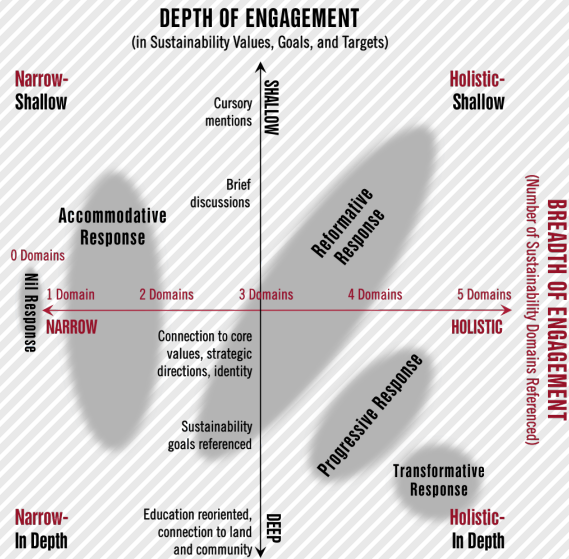 DEPTH OF ENGAGEMENT
(in Sustainability Values, Goals, and Targets)
Narrow-
Shallow
Holistic-
Shallow
SHALLOW
Cursory
mentions
Brief
discussions
Accommodative
Response
Reformative
Response
0 Domains
Nil Response
1 Domain
2 Domains
3 Domains
4 Domains
5 Domains
NARROW
HOLISTIC
BREADTH OF ENGAGEMENT
(Number of Sustainability Domains Referenced)
Connection to core
values, strategic
directions, identity
Progressive Response
Sustainability
goals referenced
Transformative
Response
Narrow-
In Depth
Education reoriented,
connection to land
and community
DEEP
Holistic-
In Depth